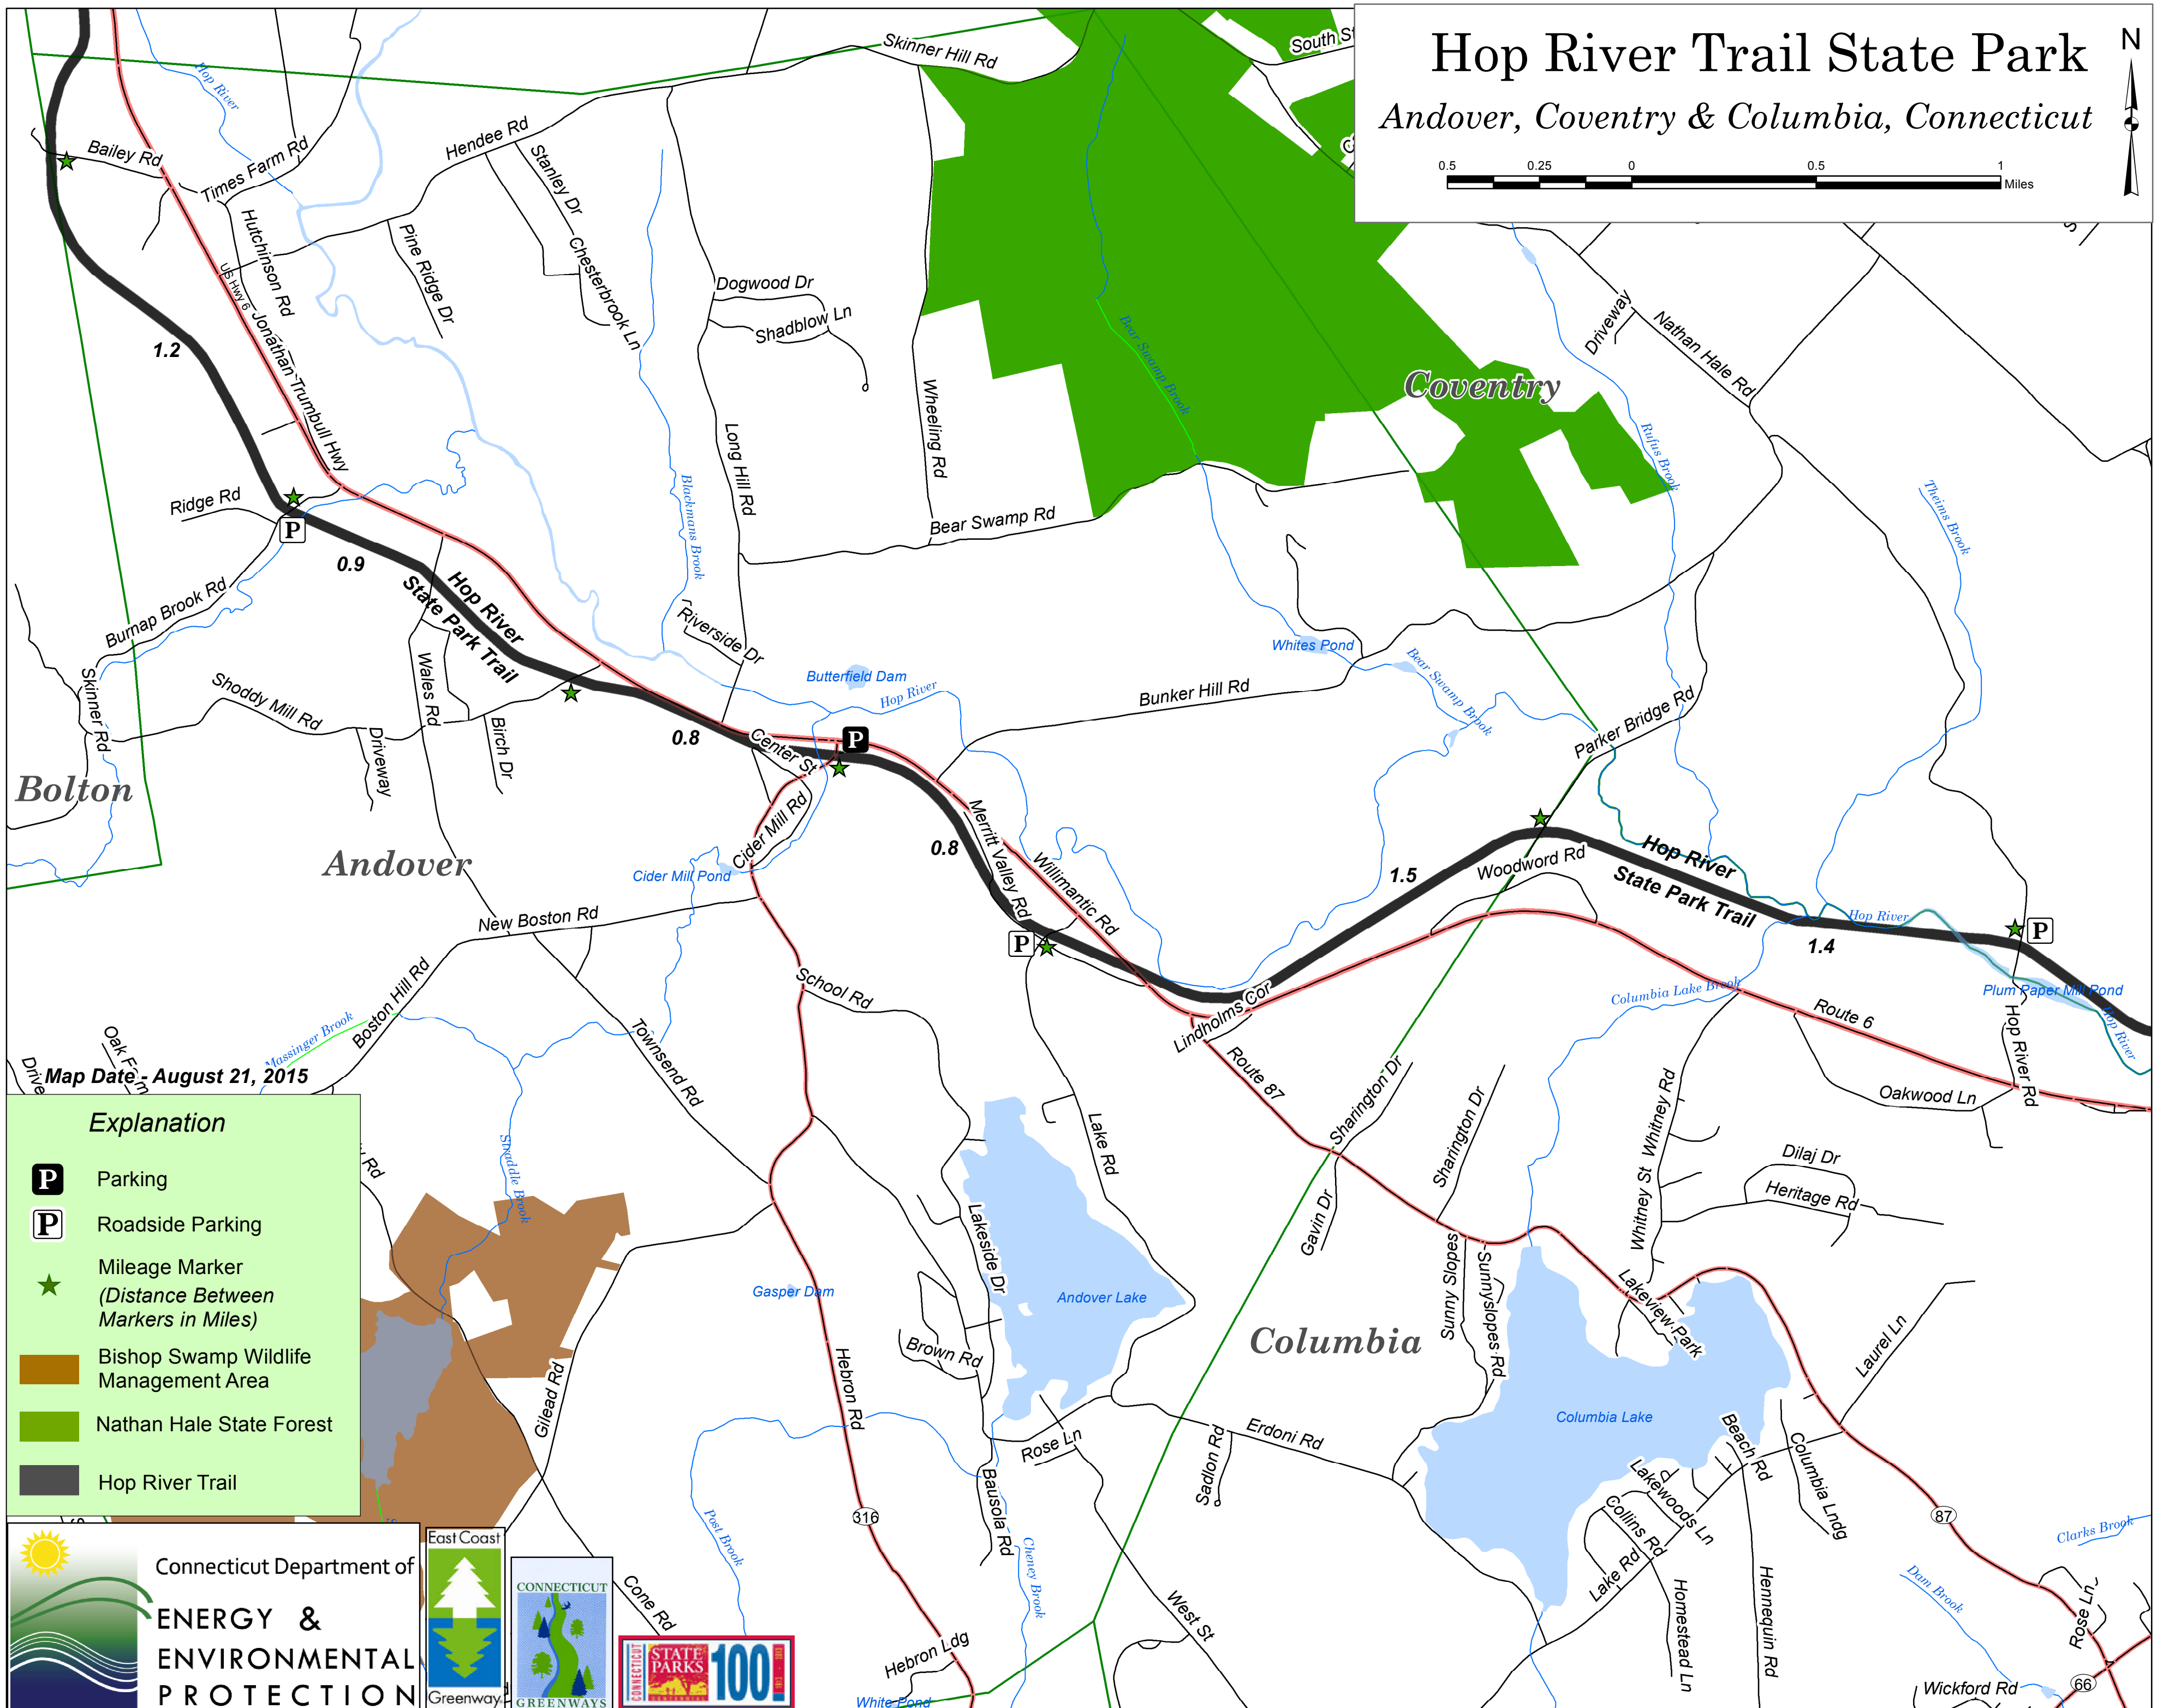 Hop River Trail State Park
Andover, Coventry & Columbia, Connecticut
N
0.5 0.25 0 0.5 1
Miles
Skinner Hill Rd
South St
Hop River
Bailey Rd
Times Farm Rd
Hendee Rd
Stanley Dr
Hutchinson Rd
Pine Ridge Dr
Chesterbrook Ln
US Hwy 6
Jonathan Trumbull Hwy
Dogwood Dr
Shadblow Ln
Bear Swamp Brook
Driveway
Nathan Hale Rd
1.2
Wheeling Rd
Coventry
Long Hill Rd
Rufus Brook
Blackmans Brook
Theims Brook
Ridge Rd
P
Bear Swamp Rd
0.9
Hop River
State Park Trail
Burnap Brook Rd
Riverside Dr
Whites Pond
Bear Swamp Brook
Skinner Rd
Shoddy Mill Rd
Wales Rd
Butterfield Dam
Hop River
Bunker Hill Rd
Parker Bridge Rd
Driveway
Birch Dr
0.8
Center St
P
Bolton
Andover
Cider Mill Rd
Cider Mill Pond
0.8
Merritt Valley Rd
Willimantic Rd
1.5
Woodword Rd
Hop River
State Park Trail
New Boston Rd
P
Hop River
1.4
P
Boston Hill Rd
School Rd
Lindholms Cor
Columbia Lake Brook
Plum Paper Mill Pond
Route 6
Hop River
Hop River Rd
Massinger Brook
Oak Farm
Drive
Townsend Rd
Route 87
Sharington Dr
Sharington Dr
Whitney Rd
Whitney St
Oakwood Ln
Map Date - August 21, 2015
Explanation
P Parking
P Roadside Parking
Mileage Marker
(Distance Between
Markers in Miles)
Bishop Swamp Wildlife
Management Area
Nathan Hale State Forest
Hop River Trail
Straddle Brook
Lake Rd
Dilaj Dr
Heritage Rd
Lakeside Dr
Gavin Dr
Gasper Dam
Andover Lake
Sunny Slopes
Sunnyslopes Rd
Lakeview Park
Columbia
Brown Rd
Hebron Rd
Gilead Rd
Laurel Ln
Columbia Lake
Rose Ln
Erdoni Rd
Sadlon Rd
Beach Rd
Columbia Lndg
Lakewoods Ln
Collins Rd
Lake Rd
Bausola Rd
316
87
Post Brook
Cheney Brook
Clarks Brook
Dam Brook
Homestead Ln
Hennequin Rd
Rose Ln
Cone Rd
West St
Hebron Ldg
White Pond
66
Wickford Rd
Connecticut Department of
ENERGY &
ENVIRONMENTAL
PROTECTION
East Coast
Greenway
CONNECTICUT
GREENWAYS
CONNECTICUT
STATE
PARKS
100